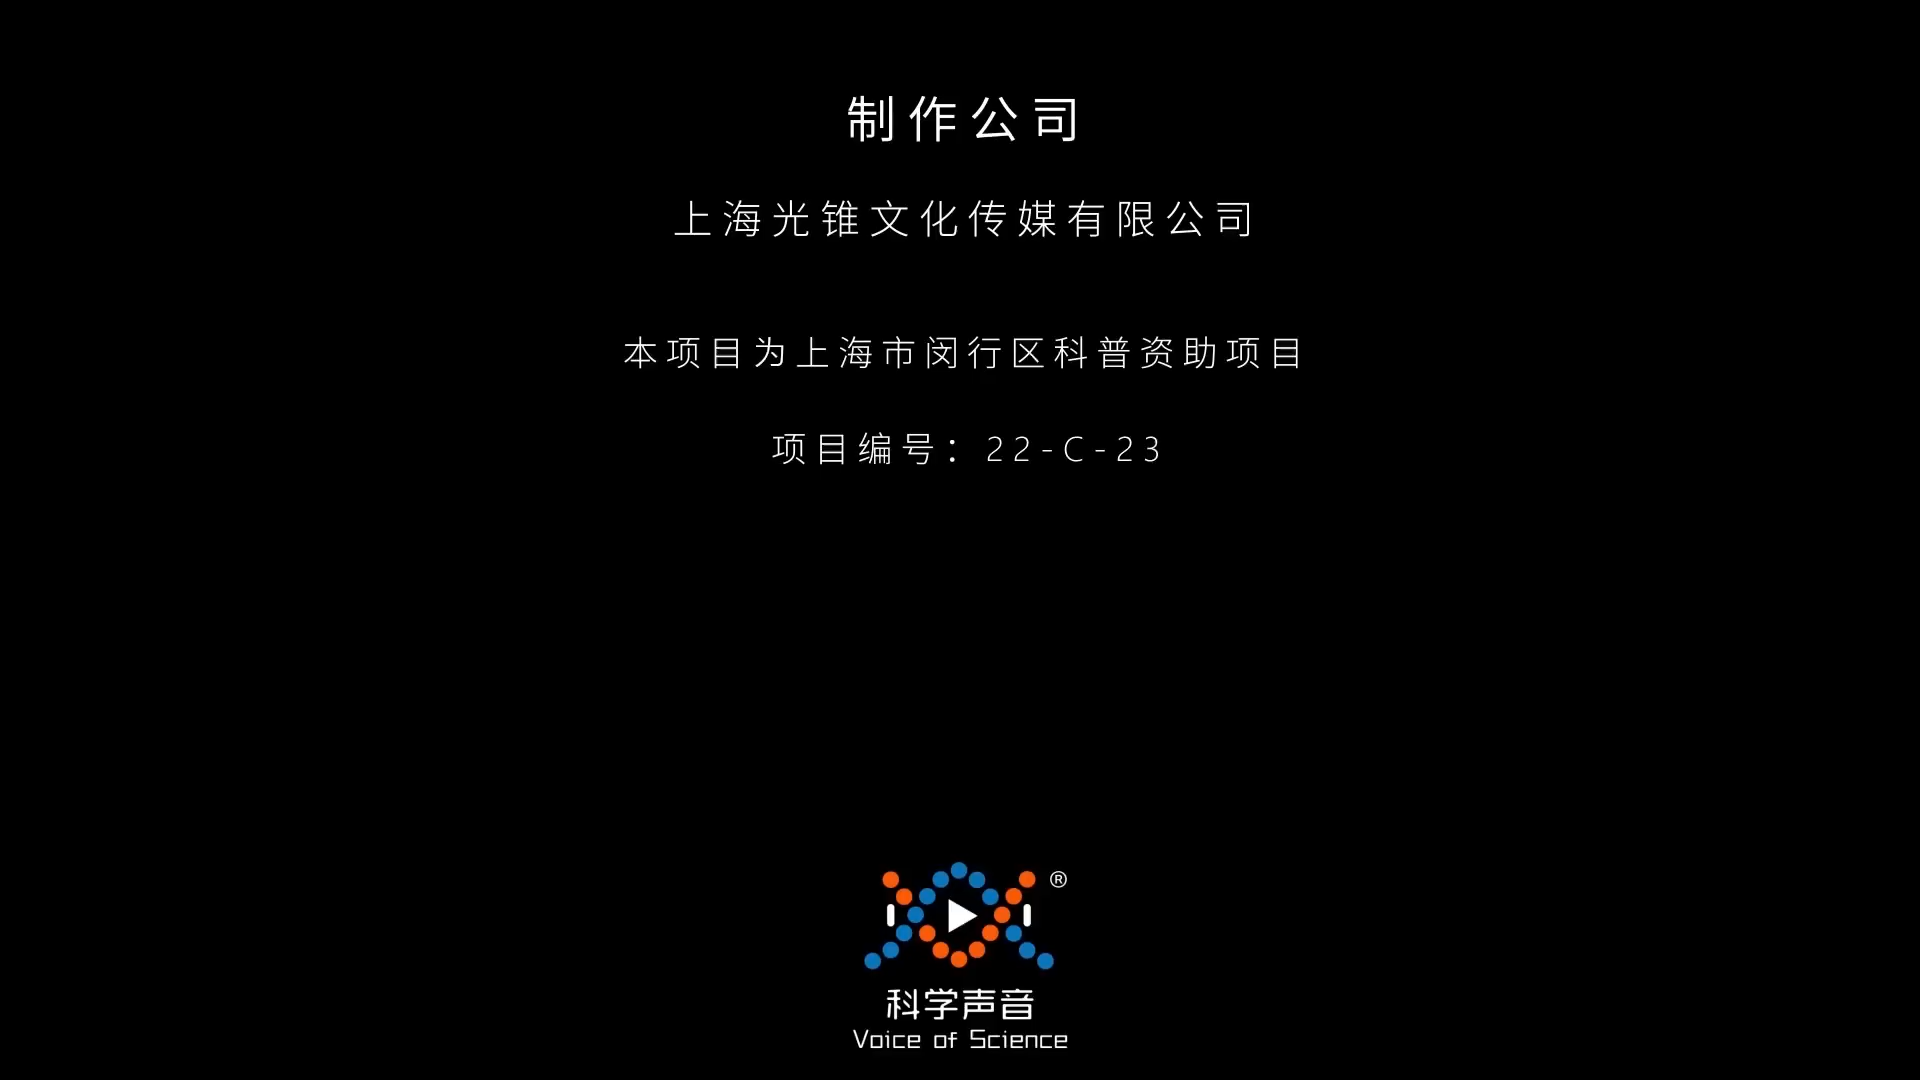 制作公司
上海光锥文化传媒有限公司
本项目为上海市闵行区科普资助项目
项目编号：22-C-23
®
科学声音
Voice of Science